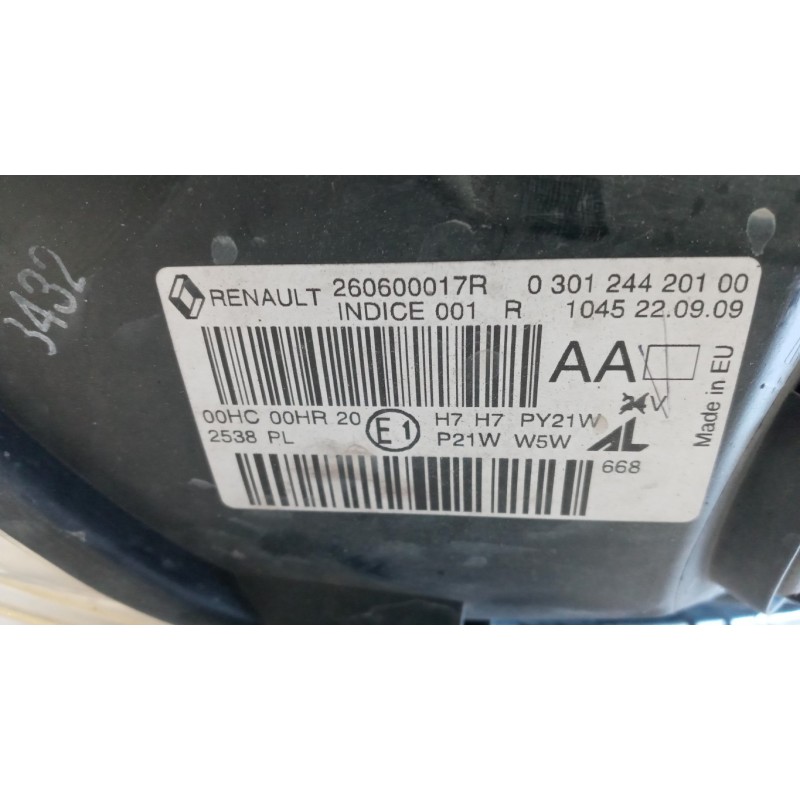 3432
RENAULT 260600017R 0 301 244 201 00
INDICE 001 R 1045 22.09.09
AA
Made in EU
00HC 00HR 20 E1 H7 H7 PY21W V
2538 PL P21W W5W AL
668